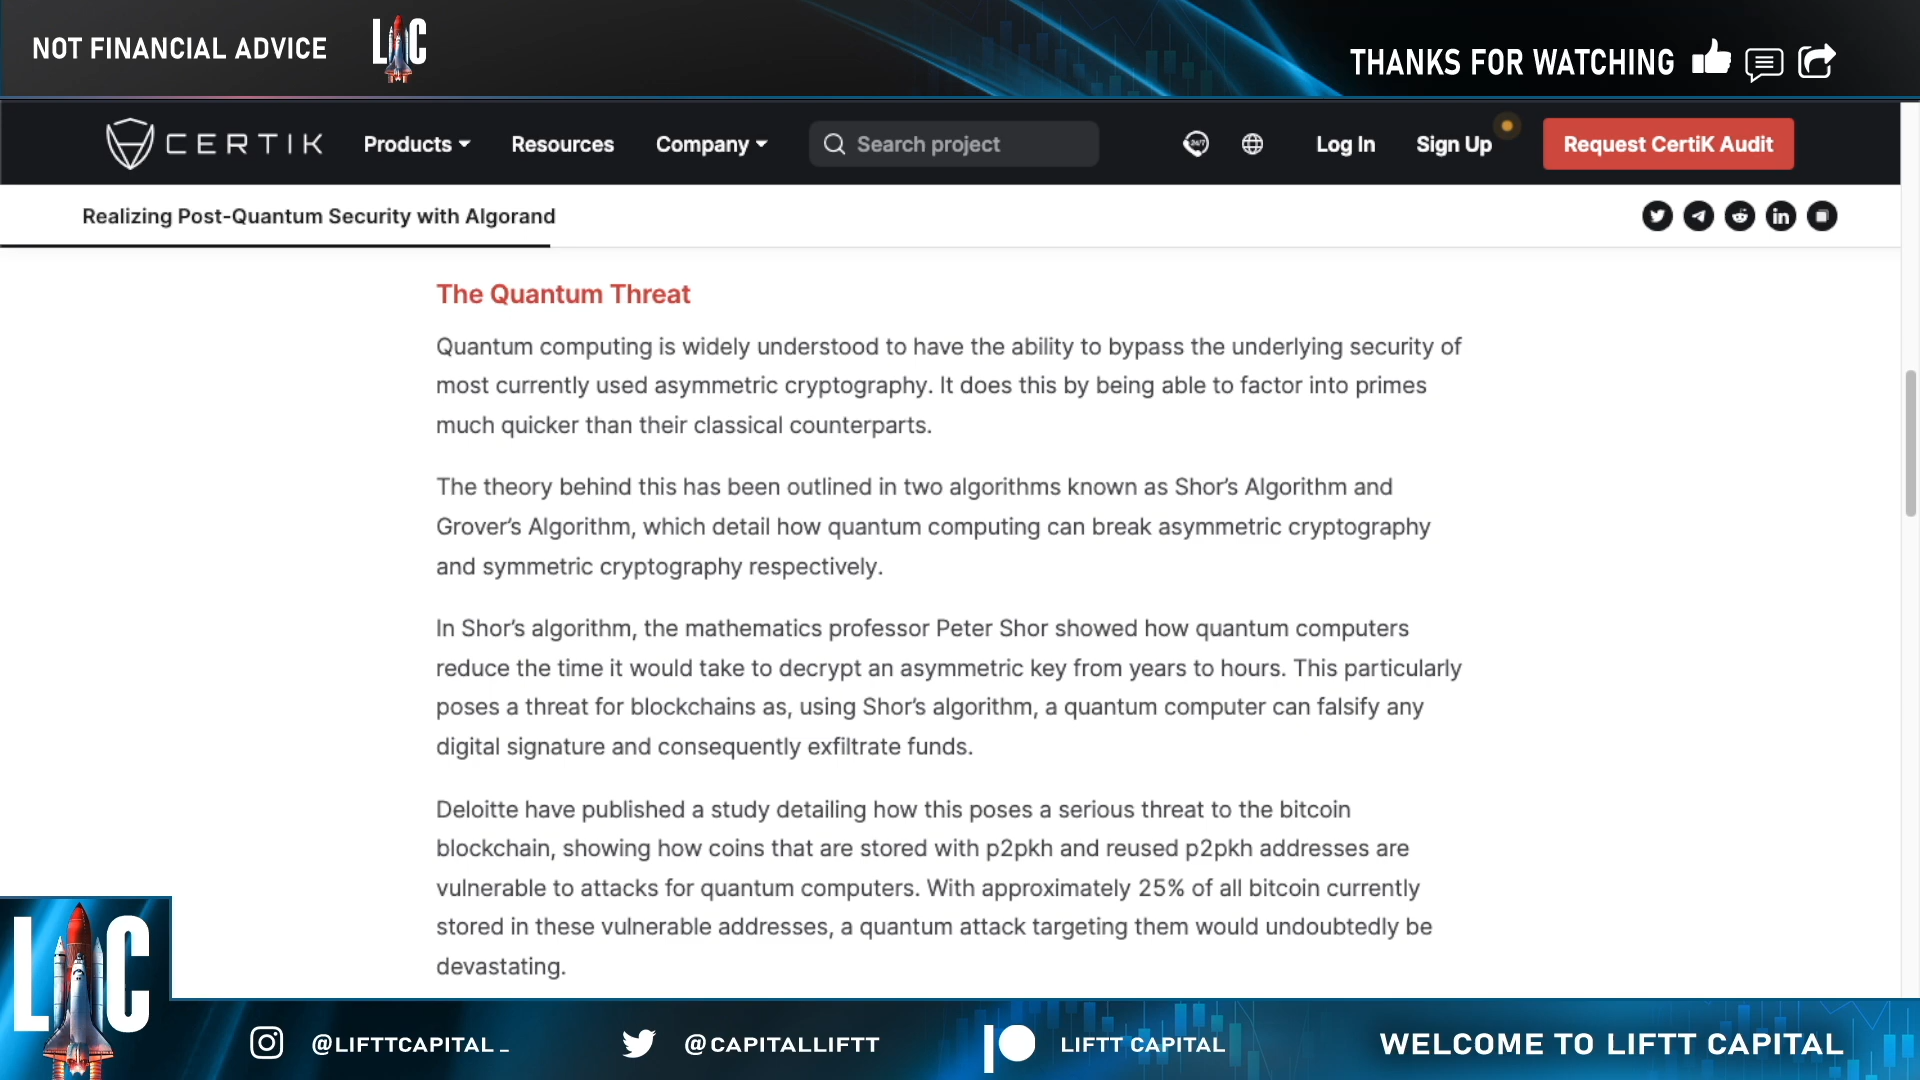 NOT FINANCIAL ADVICE
LC
THANKS FOR WATCHING
CERTIK
Products
Resources
Company
Search project
24/7
Log In
Sign Up
Request CertiK Audit
Realizing Post-Quantum Security with Algorand
The Quantum Threat
Quantum computing is widely understood to have the ability to bypass the underlying security of
most currently used asymmetric cryptography. It does this by being able to factor into primes
much quicker than their classical counterparts.
The theory behind this has been outlined in two algorithms known as Shor’s Algorithm and
Grover’s Algorithm, which detail how quantum computing can break asymmetric cryptography
and symmetric cryptography respectively.
In Shor’s algorithm, the mathematics professor Peter Shor showed how quantum computers
reduce the time it would take to decrypt an asymmetric key from years to hours. This particularly
poses a threat for blockchains as, using Shor’s algorithm, a quantum computer can falsify any
digital signature and consequently exfiltrate funds.
Deloitte have published a study detailing how this poses a serious threat to the bitcoin
blockchain, showing how coins that are stored with p2pkh and reused p2pkh addresses are
vulnerable to attacks for quantum computers. With approximately 25% of all bitcoin currently
stored in these vulnerable addresses, a quantum attack targeting them would undoubtedly be
devastating.
LC
@LIFTTCAPITAL_
@CAPITALLIFTT
LIFTT CAPITAL
WELCOME TO LIFTT CAPITAL